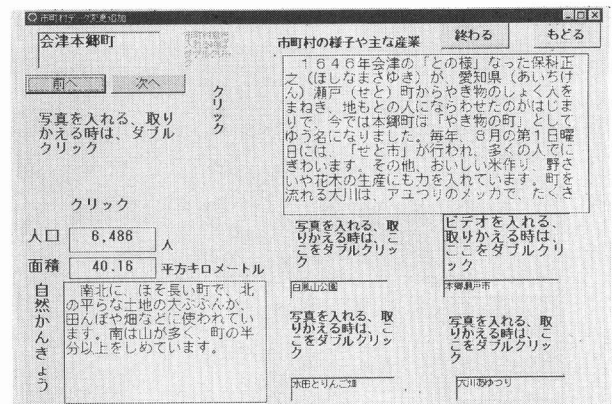 市町村データ変更追加
会津本郷町
前へ
次へ
クリック
写真を入れる、取り
かえる時は、ダブル
クリック
クリック
人口 6,486 人
面積 40.16 平方キロメートル
自然かんきょう
南北に、ほそ長い町で、北
の平らな土地の大ぶぶんが、
田んぼや畑などに使われてい
ます。南は山が多く、町の半
分以上をしめています。
市町村の様子や主な産業
終わる
もどる
1646年会津の「との様」なった保科正
之(ほしなまさゆき)が、愛知県(あいちけ
ん)瀬戸(せと)町からやき物のしょく人を
まねき、地もとの人にならわせたのがはじま
りで、今では本郷町は「やき物の町」として
ゆう名になりました。毎年、8月の第1日曜
日には、「せと市」が行われ、多くの人でに
ぎわいます。その他、おいしい米作り、野さ
いや花木の生産にも力を入れています。町を
流れる大川は、アユつりのメッカで、たくさ
写真を入れる、取
りかえる時は、こ
こをダブルクリッ
ク
白鳳山公園
ビデオを入れる、
取りかえる時は、
ここをダブルクリ
ック
本郷瀬戸市
写真を入れる、取
りかえる時は、こ
こをダブルクリッ
ク
水田とりんご畑
写真を入れる、取
りかえる時は、こ
こをダブルクリッ
ク
大川あゆつり